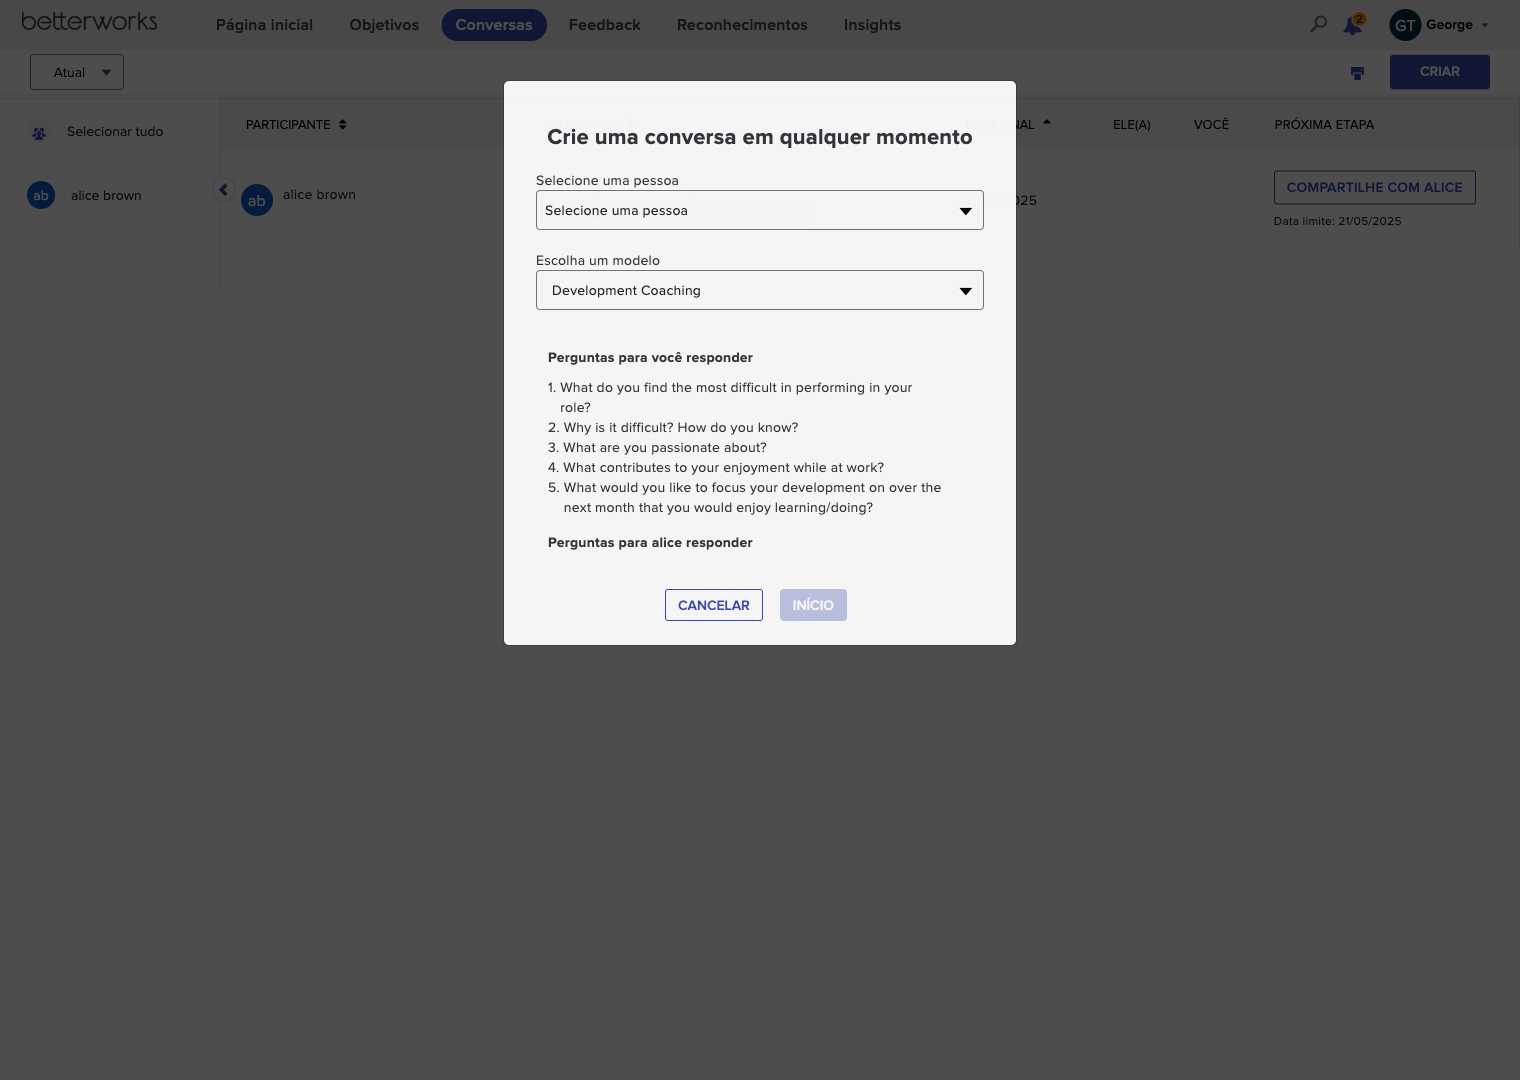 betterworks
Página inicial
Objetivos
Conversas
Feedback
Reconhecimentos
Insights
2
GT
George
Atual
CRIAR
Selecionar tudo
PARTICIPANTE
ELE(A)
VOCÊ
PRÓXIMA ETAPA
ab
alice brown
ab
alice brown
COMPARTILHE COM ALICE
Data limite: 21/05/2025
Crie uma conversa em qualquer momento
Selecione uma pessoa
Selecione uma pessoa
Escolha um modelo
Development Coaching
Perguntas para você responder
1. What do you find the most difficult in performing in your
role?
2. Why is it difficult? How do you know?
3. What are you passionate about?
4. What contributes to your enjoyment while at work?
5. What would you like to focus your development on over the
next month that you would enjoy learning/doing?
Perguntas para alice responder
CANCELAR
INÍCIO